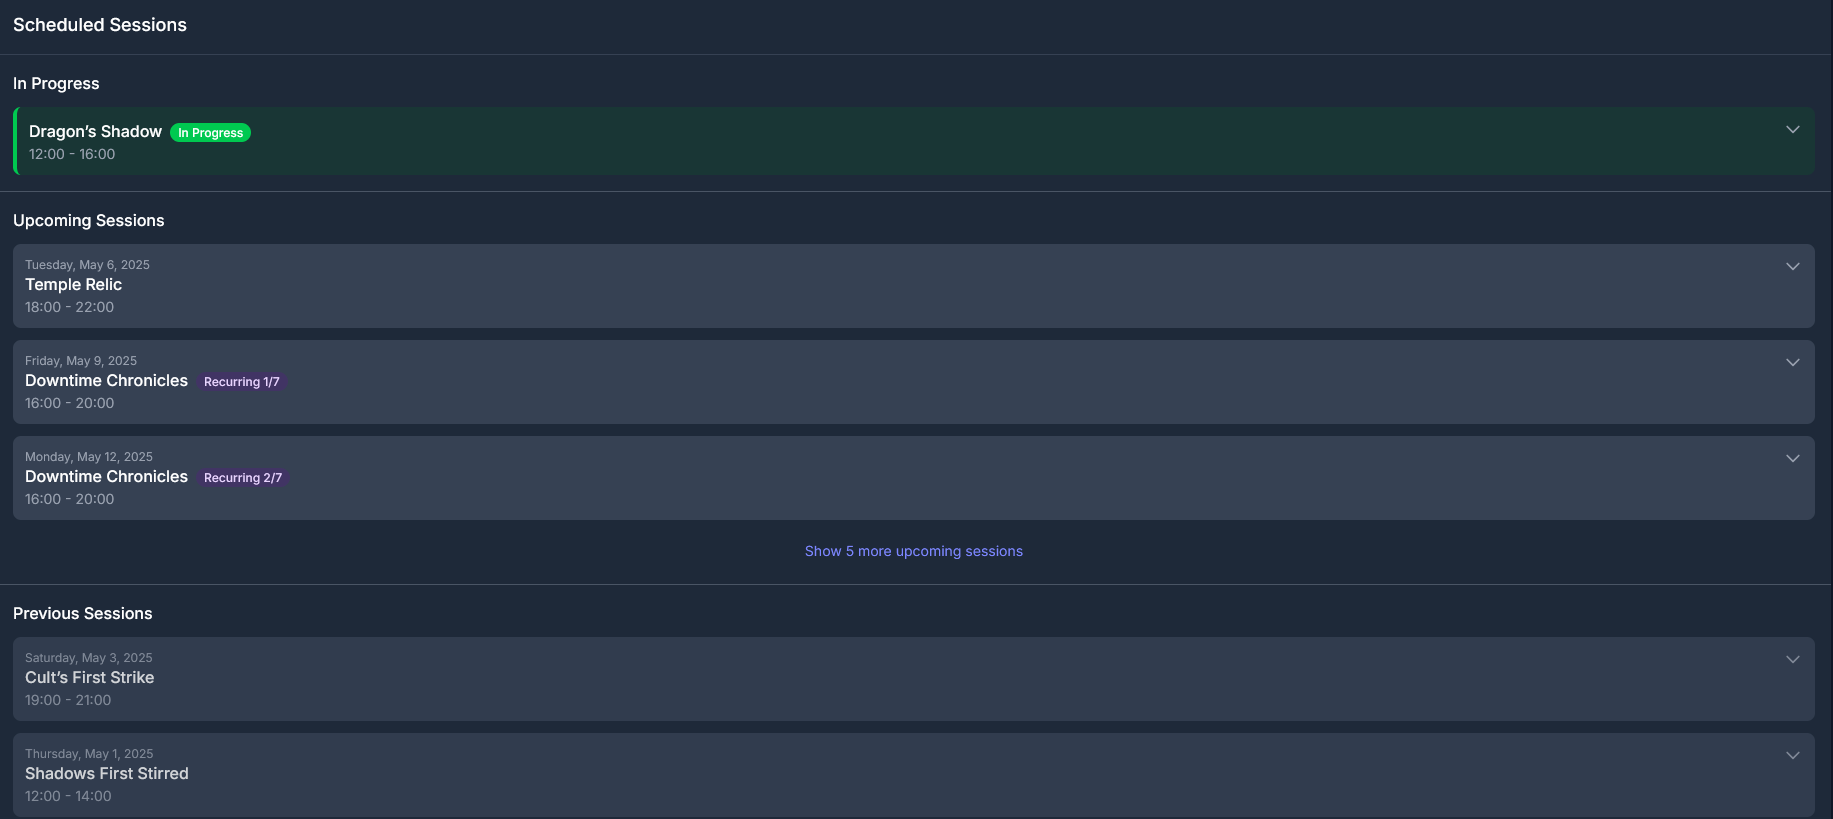 Scheduled Sessions
In Progress
Dragon’s Shadow In Progress
12:00 - 16:00
Upcoming Sessions
Tuesday, May 6, 2025
Temple Relic
18:00 - 22:00
Friday, May 9, 2025
Downtime Chronicles Recurring 1/7
16:00 - 20:00
Monday, May 12, 2025
Downtime Chronicles Recurring 2/7
16:00 - 20:00
Show 5 more upcoming sessions
Previous Sessions
Saturday, May 3, 2025
Cult’s First Strike
19:00 - 21:00
Thursday, May 1, 2025
Shadows First Stirred
12:00 - 14:00